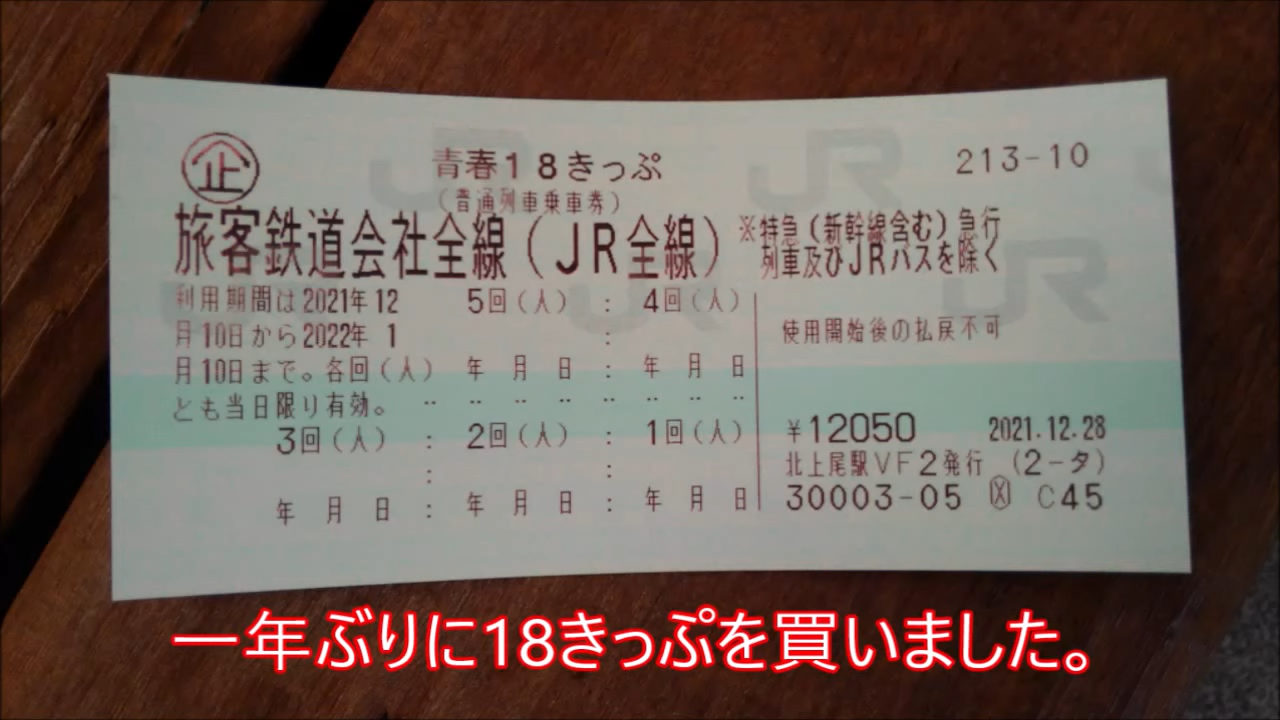 企
青春18きっぷ
213-10
(普通列車乗車券)
旅客鉄道会社全線(JR全線)
※特急(新幹線含む)急行
列車及びJRバスを除く
利用期間は2021年12
月10日から2022年 1
月10日まで。各回(人)
とも当日限り有効。
5回(人) : 4回(人)
:
年 月 日 : 年 月 日
3回(人) : 2回(人) : 1回(人)
: :
年 月 日 : 年 月 日 : 年 月 日
使用開始後の払戻不可
¥12050 2021.12.28
北上尾駅VF2発行 (2-タ)
30003-05 C45
JR JR
JR JR
一年ぶりに18きっぷを買いました。